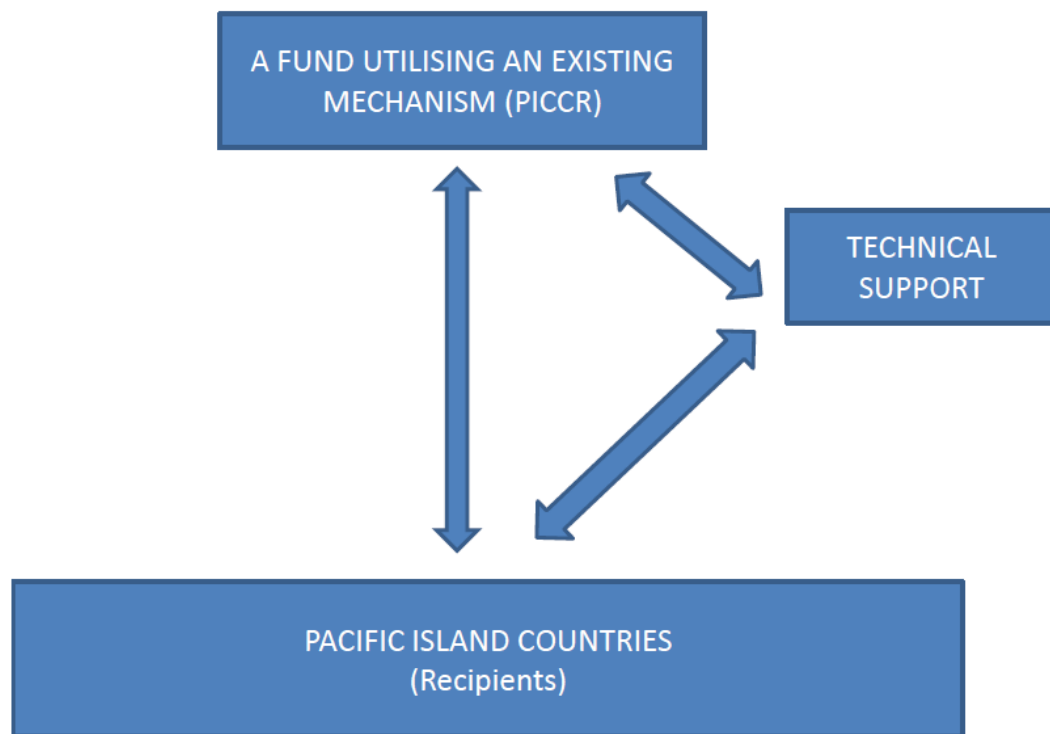 A FUND UTILISING AN EXISTING
MECHANISM (PICCR)
TECHNICAL
SUPPORT
PACIFIC ISLAND COUNTRIES
(Recipients)